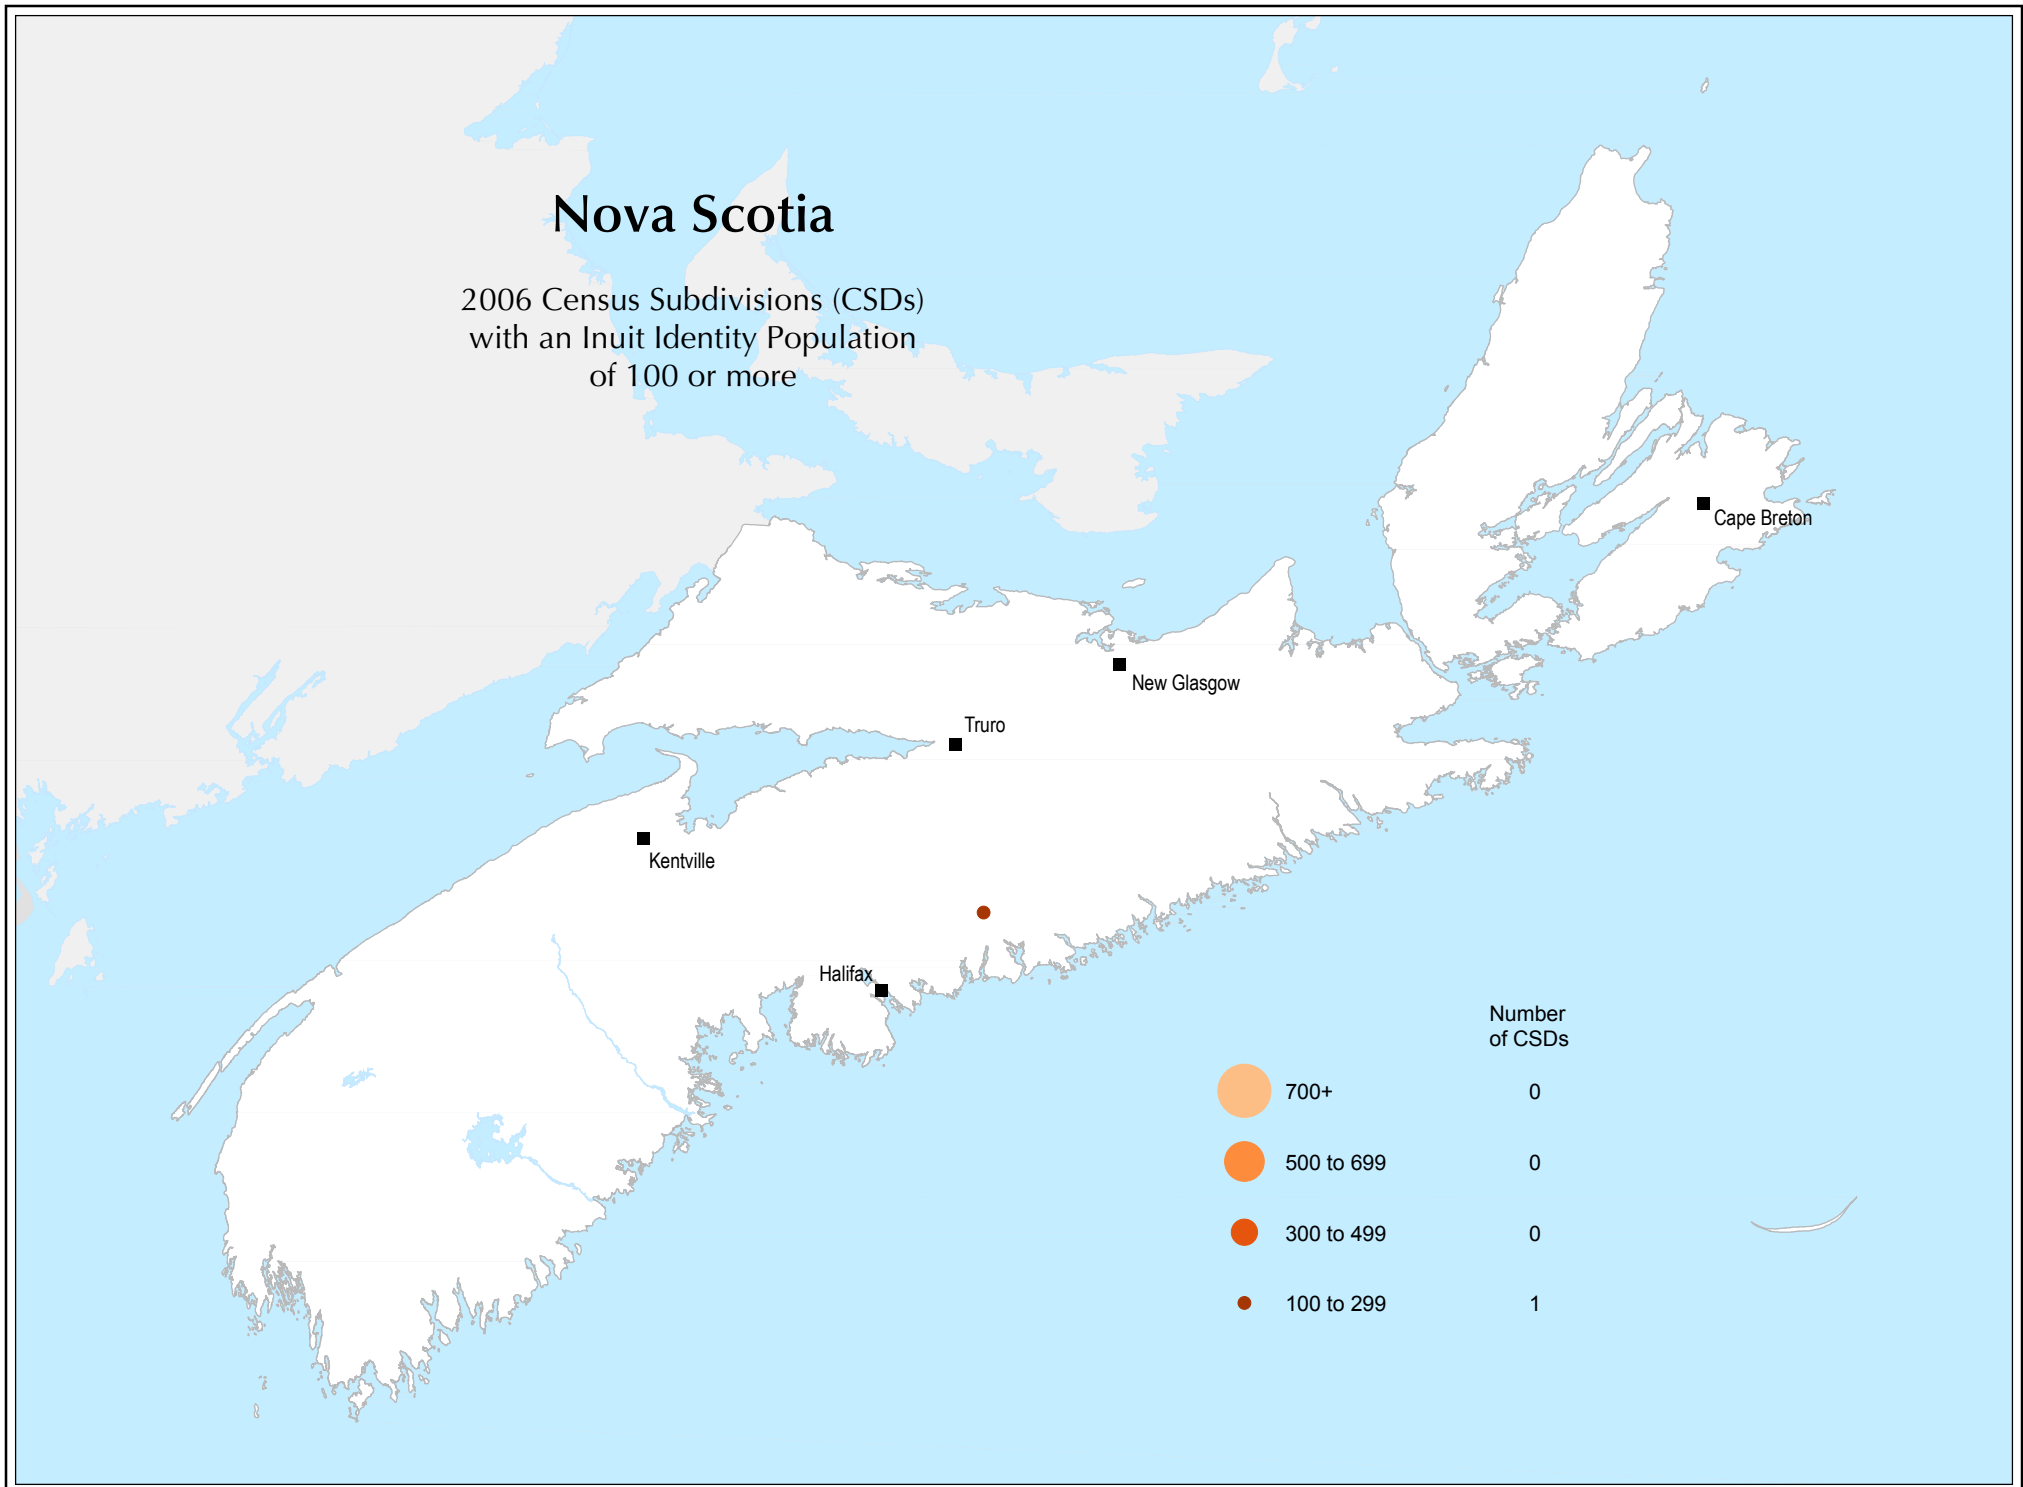 Nova Scotia
2006 Census Subdivisions (CSDs)
with an Inuit Identity Population
of 100 or more
Cape Breton
New Glasgow
Truro
Kentville
Halifax
Number
of CSDs
700+ 0
500 to 699 0
300 to 499 0
100 to 299 1